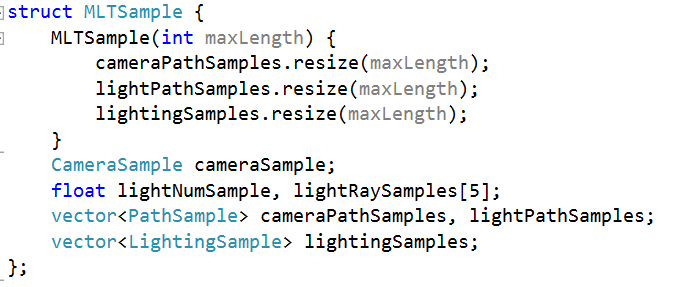 struct MLTSample {
    MLTSample(int maxLength) {
        cameraPathSamples.resize(maxLength);
        lightPathSamples.resize(maxLength);
        lightingSamples.resize(maxLength);
    }
    CameraSample cameraSample;
    float lightNumSample, lightRaySamples[5];
    vector<PathSample> cameraPathSamples, lightPathSamples;
    vector<LightingSample> lightingSamples;
};